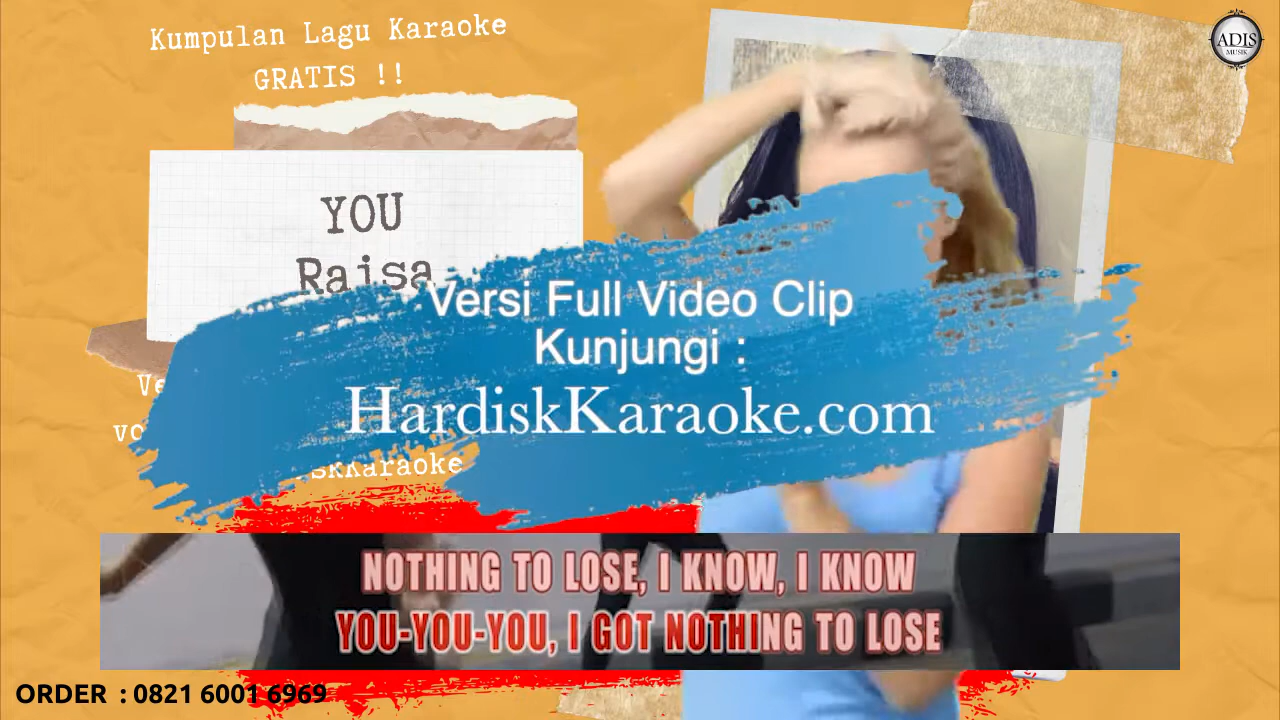 Kumpulan Lagu Karaoke
GRATIS !!
ADIS
MUSIK
YOU
Raisa
Versi Full Video Clip
Kunjungi :
HardiskKaraoke.com
NOTHING TO LOSE, I KNOW, I KNOW
YOU-YOU-YOU, I GOT NOTHING TO LOSE
ORDER : 0821 6001 6969